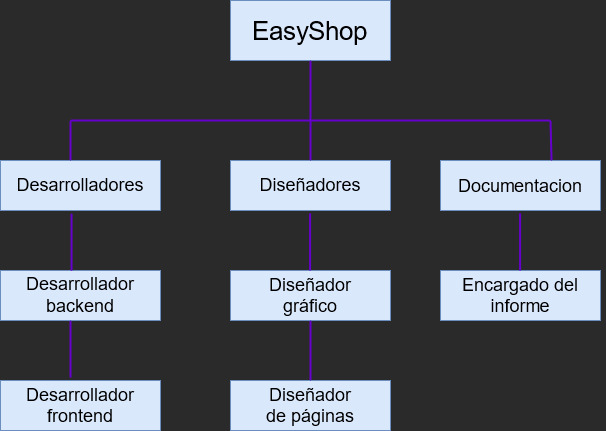 EasyShop
Desarrolladores
Diseñadores
Documentacion
Desarrollador
backend
Diseñador
gráfico
Encargado del
informe
Desarrollador
frontend
Diseñador
de páginas